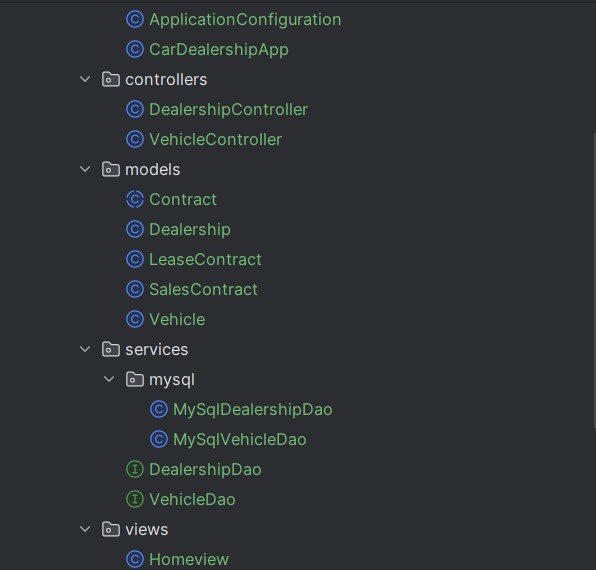 ApplicationConfiguration
CarDealershipApp
controllers
DealershipController
VehicleController
models
Contract
Dealership
LeaseContract
SalesContract
Vehicle
services
mysql
MySqlDealershipDao
MySqlVehicleDao
DealershipDao
VehicleDao
views
Homeview